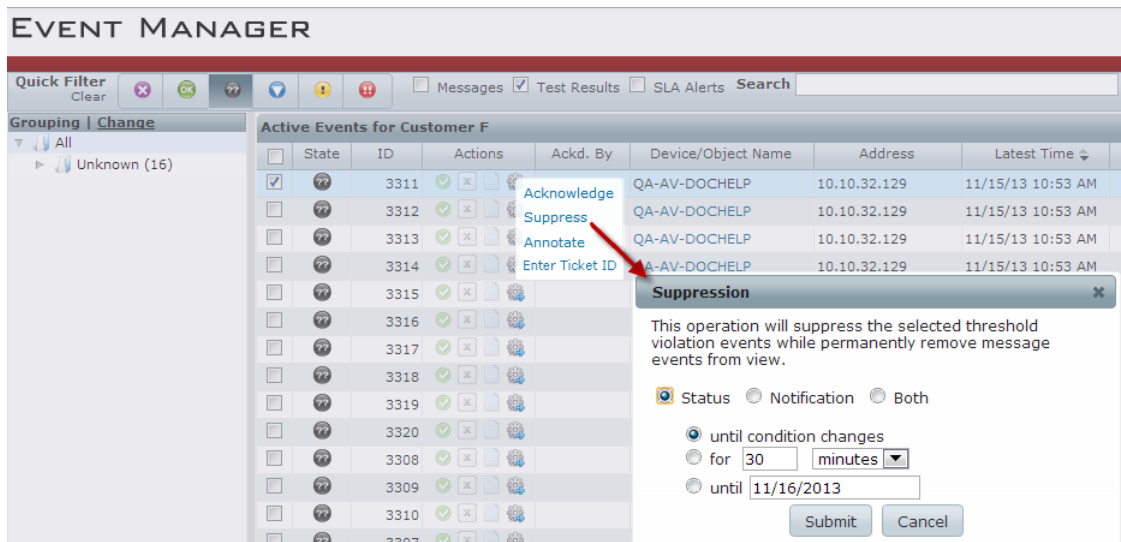 EVENT MANAGER
Quick Filter
Clear
OK
??
!
!!
Messages
Test Results
SLA Alerts
Search
Grouping | Change
All
Unknown (16)
Active Events for Customer F
State ID Actions Ackd. By Device/Object Name Address Latest Time
?? 3311 QA-AV-DOCHELP 10.10.32.129 11/15/13 10:53 AM
?? 3312 QA-AV-DOCHELP 10.10.32.129 11/15/13 10:53 AM
?? 3313 QA-AV-DOCHELP 10.10.32.129 11/15/13 10:53 AM
?? 3314 QA-AV-DOCHELP 10.10.32.129 11/15/13 10:53 AM
?? 3315
?? 3316
?? 3317
?? 3318
?? 3319
?? 3320
?? 3308
?? 3309
?? 3310
?? 3307
Acknowledge
Suppress
Annotate
Enter Ticket ID
Suppression
This operation will suppress the selected threshold
violation events while permanently remove message
events from view.
Status Notification Both
until condition changes
for 30 minutes
until 11/16/2013
Submit Cancel